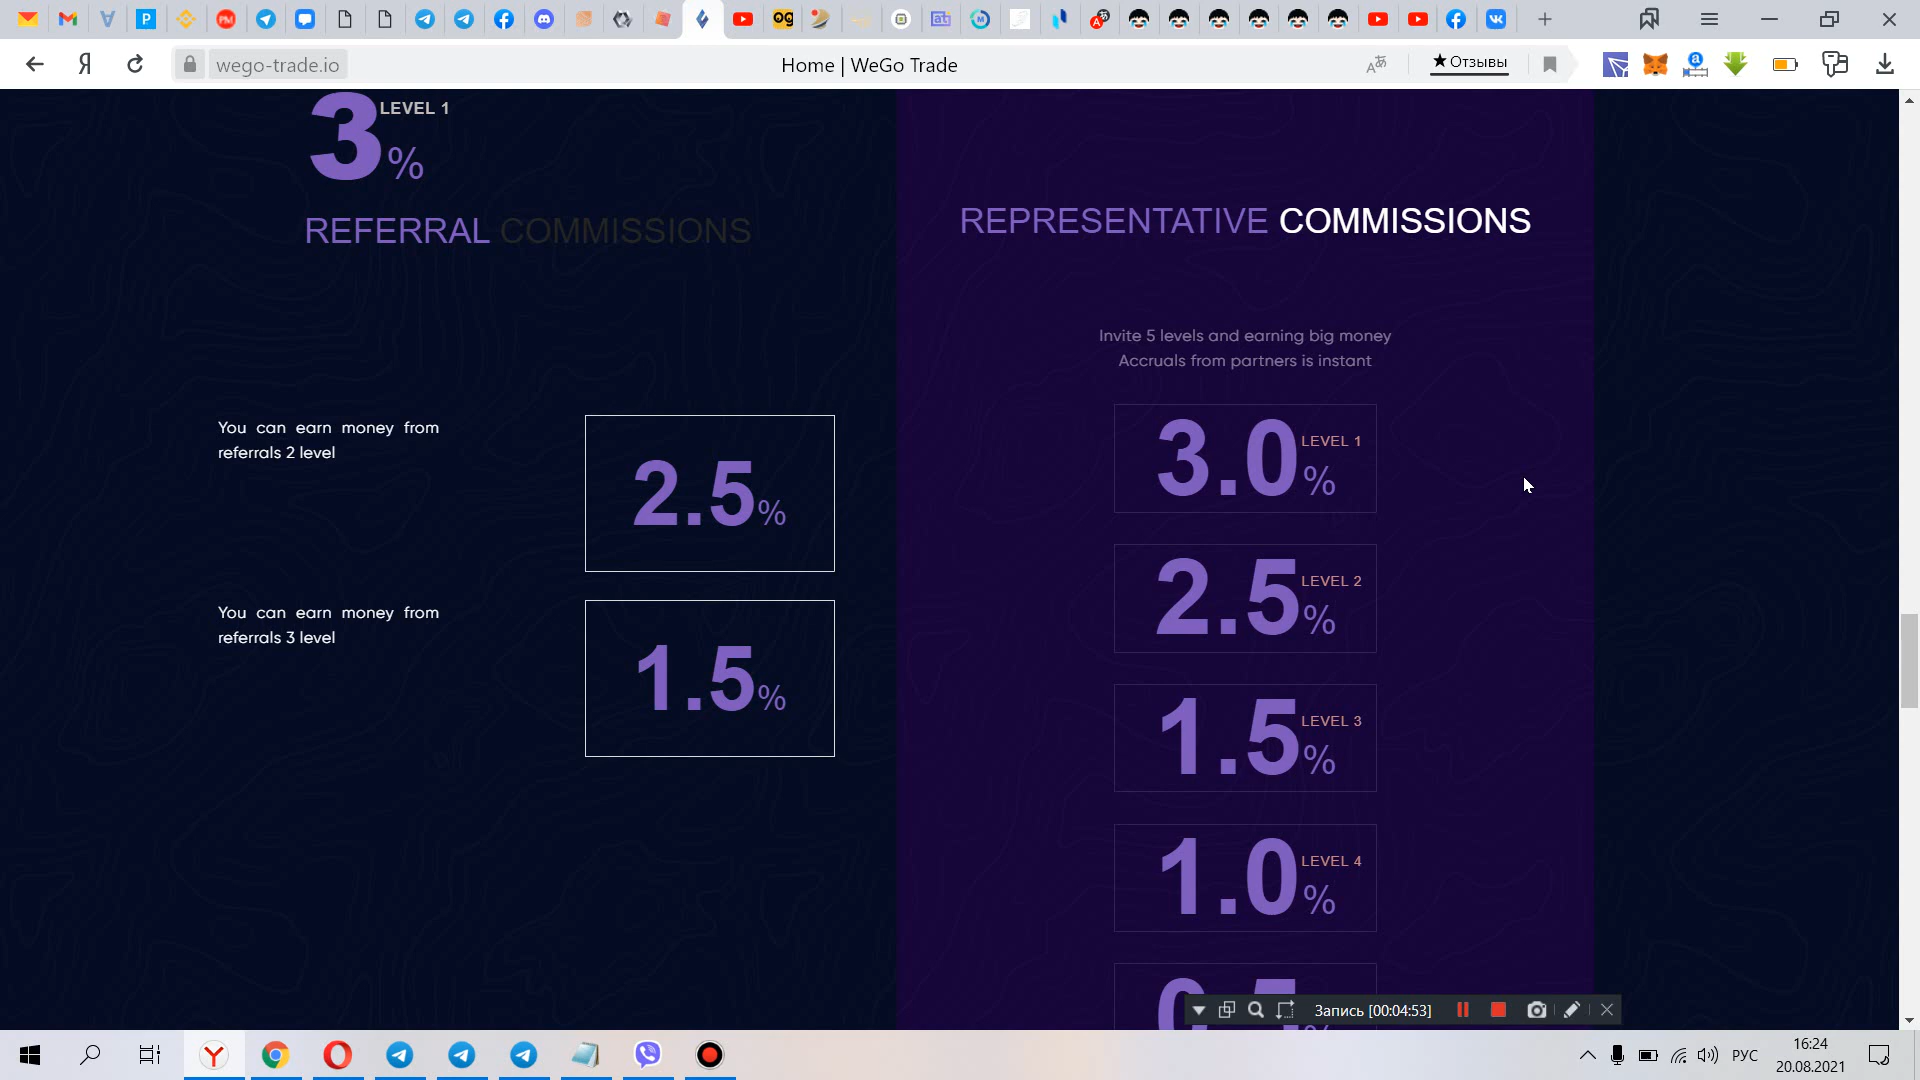 wego-trade.io
Home | WeGo Trade
★ Отзывы
3 LEVEL 1
%
REFERRAL COMMISSIONS
You can earn money from
referrals 2 level
2.5%
You can earn money from
referrals 3 level
1.5%
REPRESENTATIVE COMMISSIONS
Invite 5 levels and earning big money
Accruals from partners is instant
3.0 LEVEL 1
%
2.5 LEVEL 2
%
1.5 LEVEL 3
%
1.0 LEVEL 4
%
Запись [00:04:53]
РУС
16:24
20.08.2021